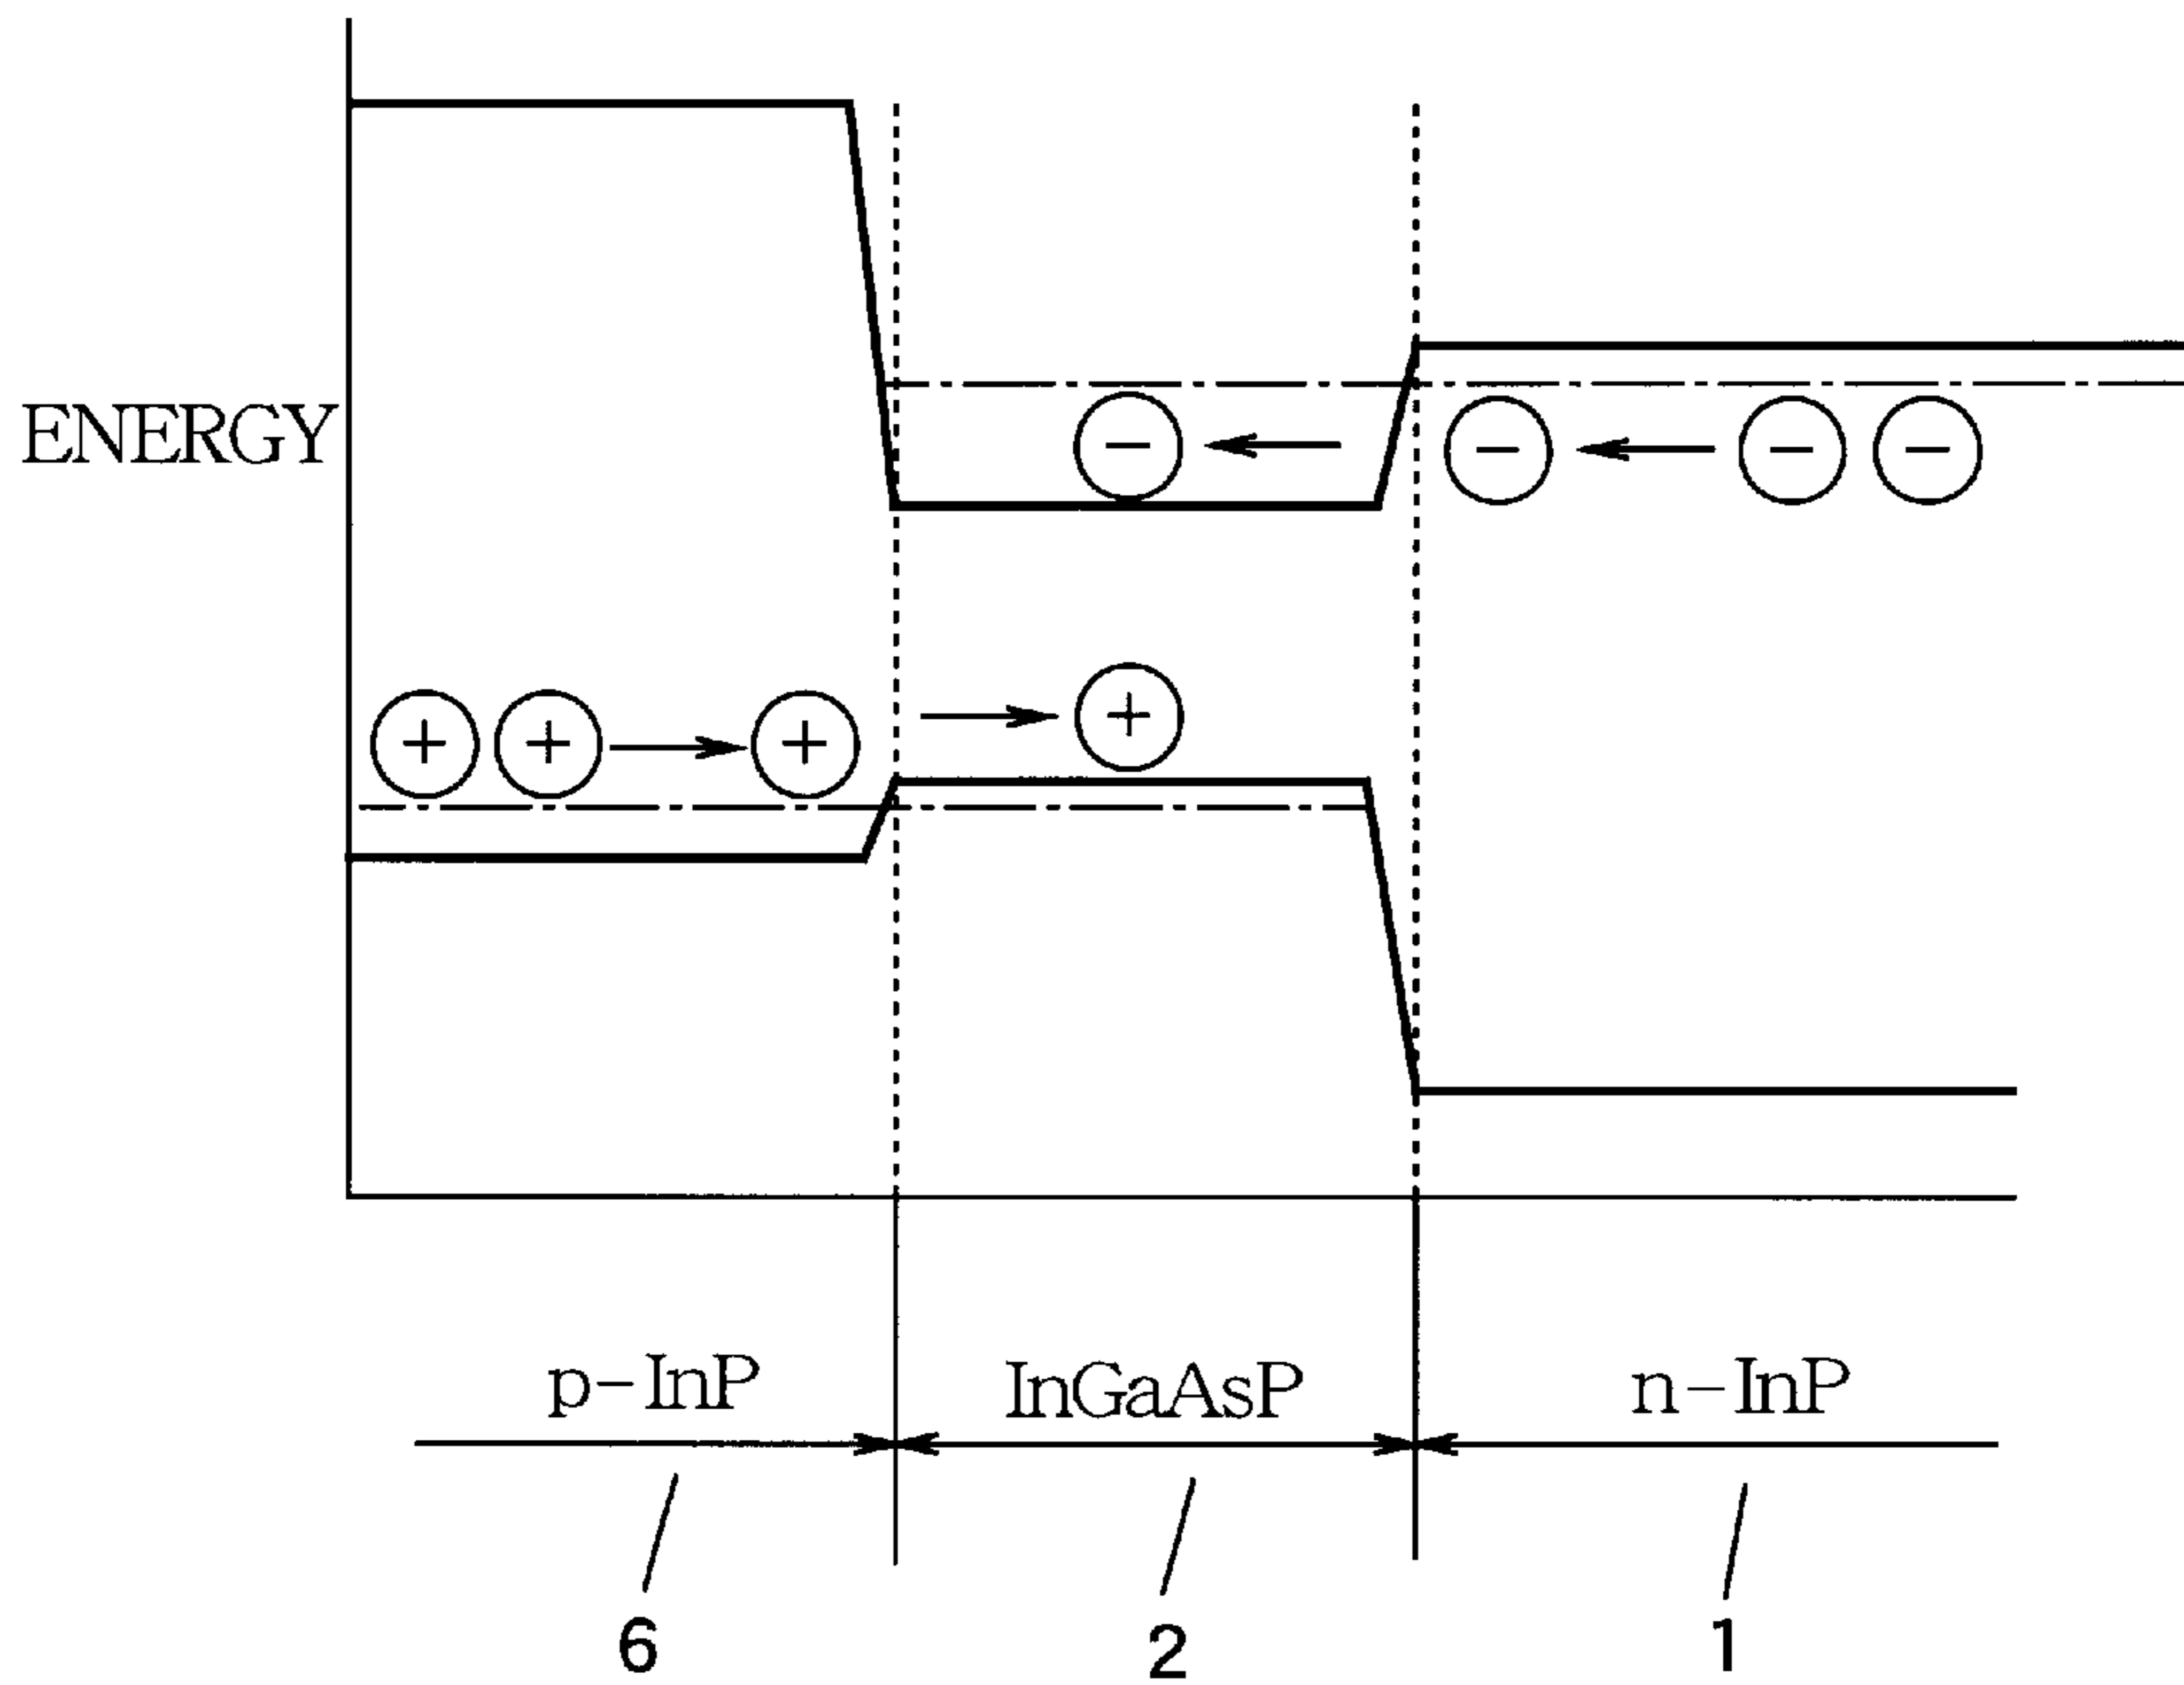 ENERGY
− − − −
+ + + +
p-InP InGaAsP n-InP
6 2 1